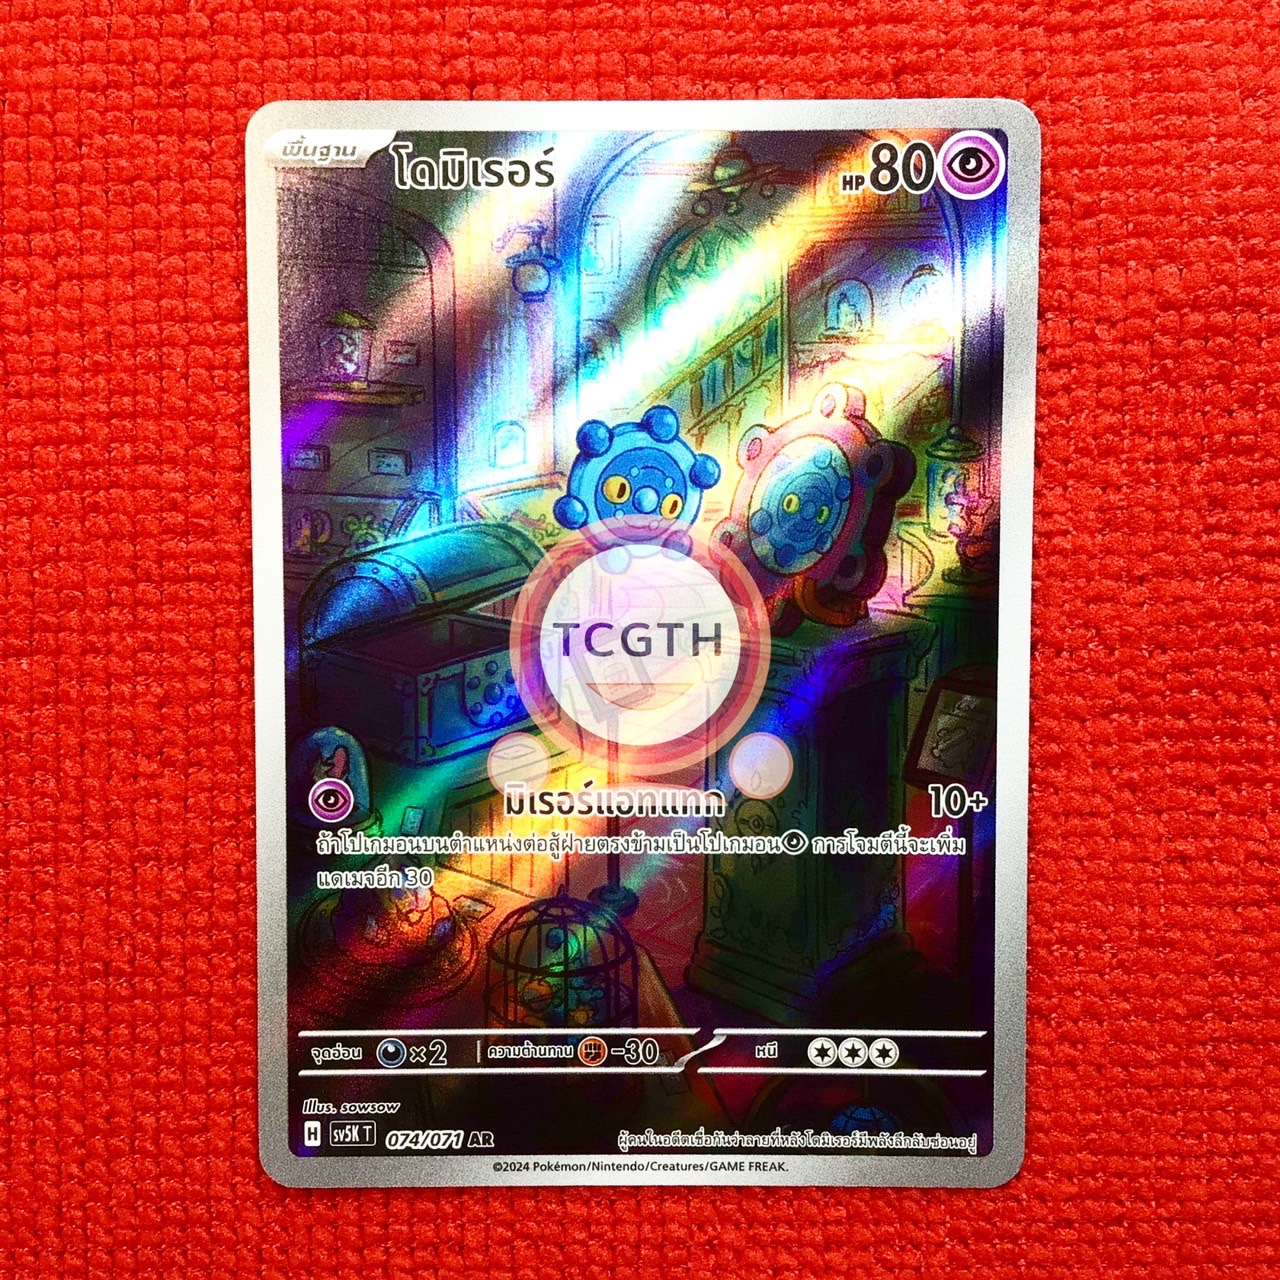 พื้นฐาน
โดมิเรอร์
HP 80
TCGTH
มิเรอร์แอทแทก 10+
ถ้าโปเกมอนบนตำแหน่งต่อสู้ฝ่ายตรงข้ามเป็นโปเกมอน การโจมตีนี้จะเพิ่ม
แดเมจอีก 30
จุดอ่อน ×2 ความต้านทาน -30 หนี
Illus. sowsow
H sv5K T 074/071 AR
ผู้คนในอดีตเชื่อกันว่าลายที่หลังโดมิเรอร์มีพลังลึกลับซ่อนอยู่
©2024 Pokémon/Nintendo/Creatures/GAME FREAK.